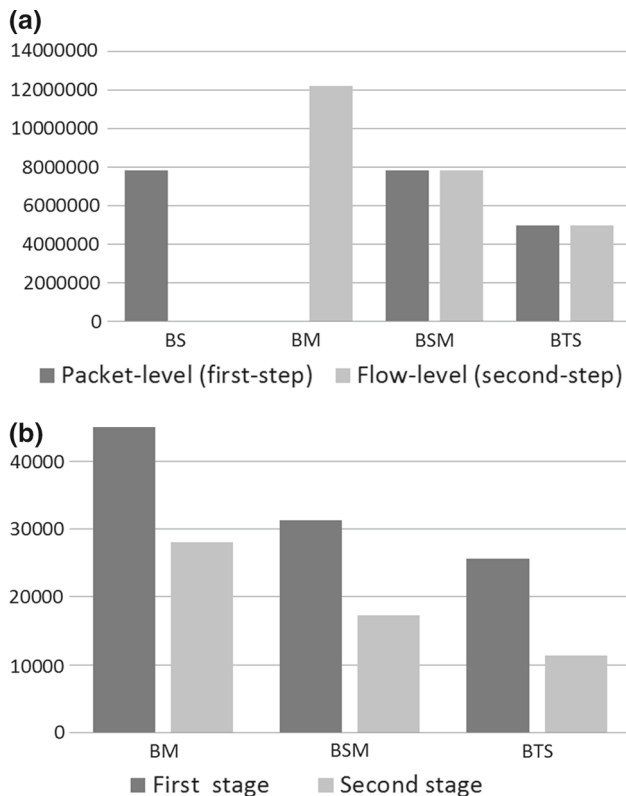 (a)
14000000
12000000
10000000
8000000
6000000
4000000
2000000
0
BS BM BSM BTS
Packet-level (first-step) Flow-level (second-step)
(b)
40000
30000
20000
10000
0
BM BSM BTS
First stage Second stage